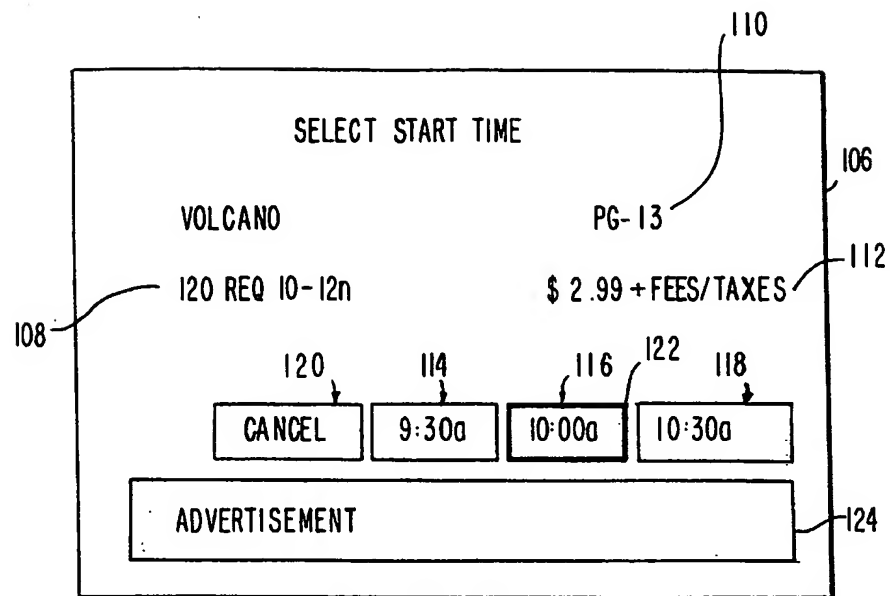 110
SELECT START TIME
106
VOLCANO PG-13
112
120 REQ 10-12n $ 2.99 + FEES/TAXES
108
120 114 116 122 118
CANCEL 9:30a 10:00a 10:30a
ADVERTISEMENT
124